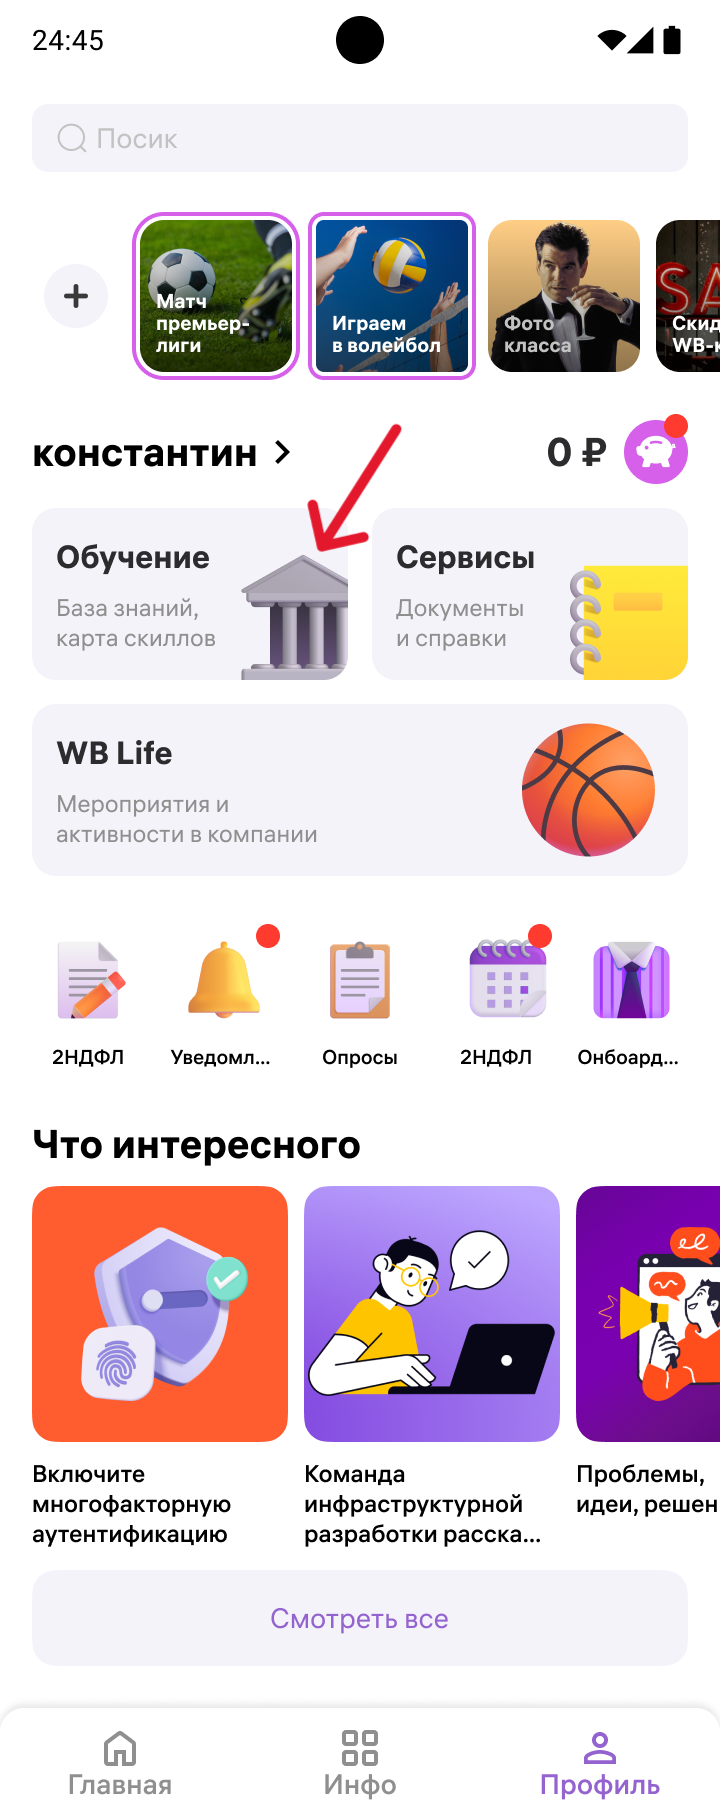 24:45
Посик
Матч
премьер-
лиги
Играем
в волейбол
Фото
класса
константин
0 ₽
Обучение
База знаний,
карта скиллов
Сервисы
Документы
и справки
WB Life
Мероприятия и
активности в компании
2НДФЛ
Уведомл...
Опросы
2НДФЛ
Онбоард...
Что интересного
Включите
многофакторную
аутентификацию
Команда
инфраструктурной
разработки расска...
Проблемы,
идеи, решен
Смотреть все
Главная
Инфо
Профиль